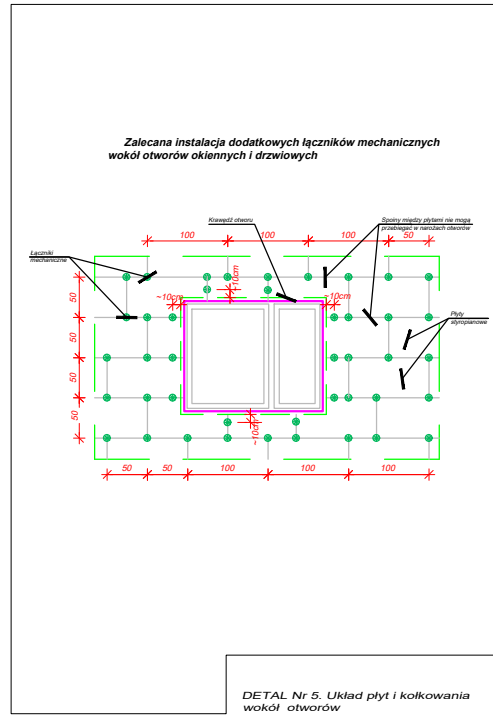 Zalecana instalacja dodatkowych łączników mechanicznych
wokół otworów okiennych i drzwiowych
Krawędź otworu
Spoiny między płytami nie mogą
przebiegać w narożach otworów
100
100
100
50
Łączniki
mechaniczne
~10cm
~10cm
~10cm
50
50
50
50
Płyty
styropianowe
~10cm
50
50
100
100
100
DETAL Nr 5. Układ płyt i kołkowania
wokół otworów